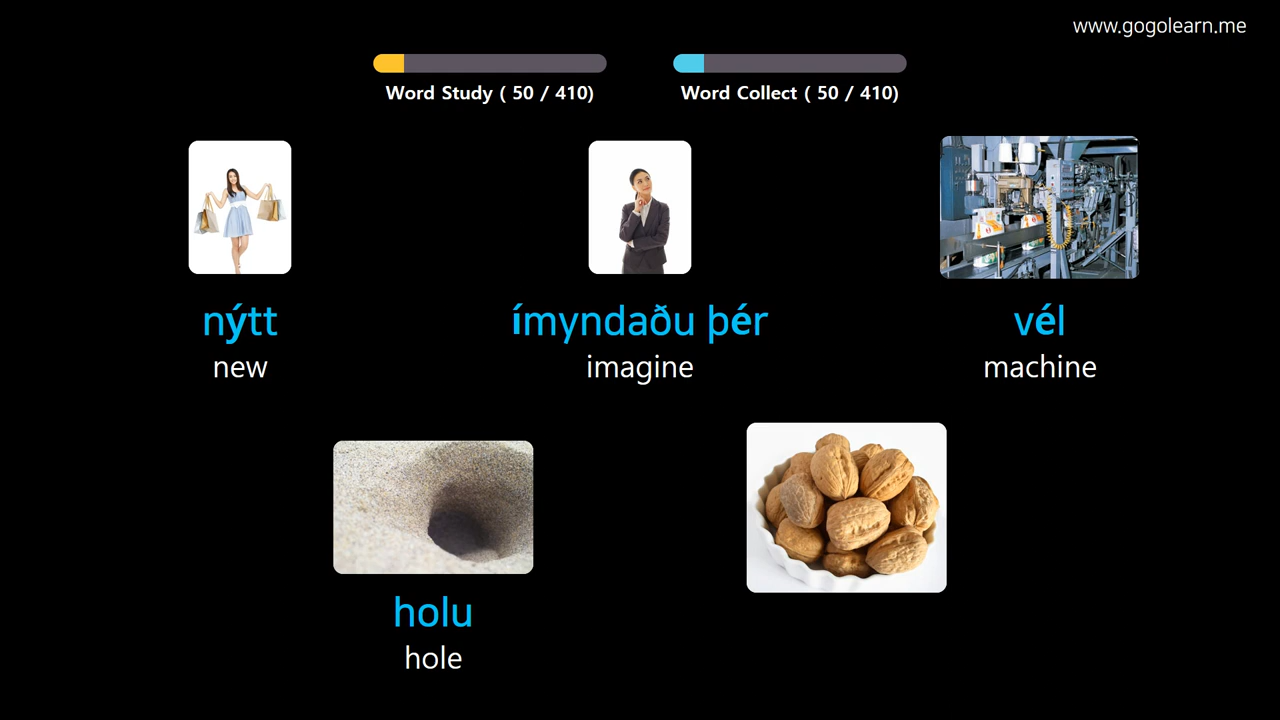 www.gogolearn.me
Word Study ( 50 / 410)
Word Collect ( 50 / 410)
nýtt
new
ímyndaðu þér
imagine
vél
machine
holu
hole